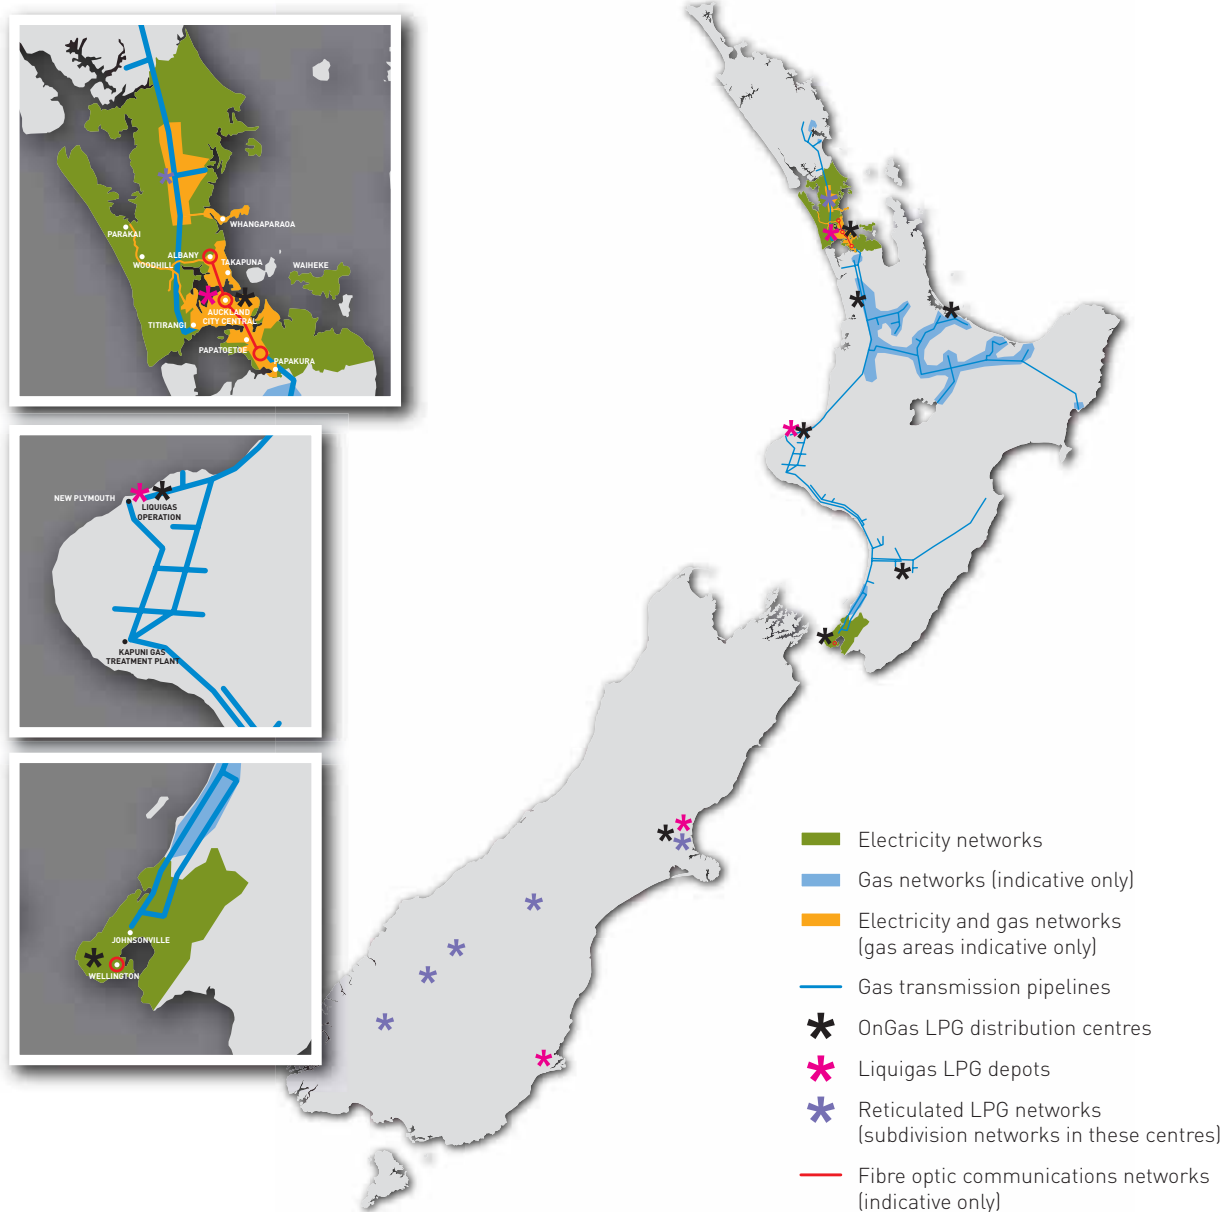 WHANGAPARAOA
PARAKAI
ALBANY
WOODHILL
TAKAPUNA
WAIHEKE
AUCKLAND
CITY CENTRAL
TITIRANGI
PAPATOETOE
PAPAKURA
NEW PLYMOUTH
LIQUIGAS
OPERATION
KAPUNI GAS
TREATMENT PLANT
JOHNSONVILLE
WELLINGTON
Electricity networks
Gas networks (indicative only)
Electricity and gas networks
(gas areas indicative only)
Gas transmission pipelines
OnGas LPG distribution centres
Liquigas LPG depots
Reticulated LPG networks
(subdivision networks in these centres)
Fibre optic communications networks
(indicative only)